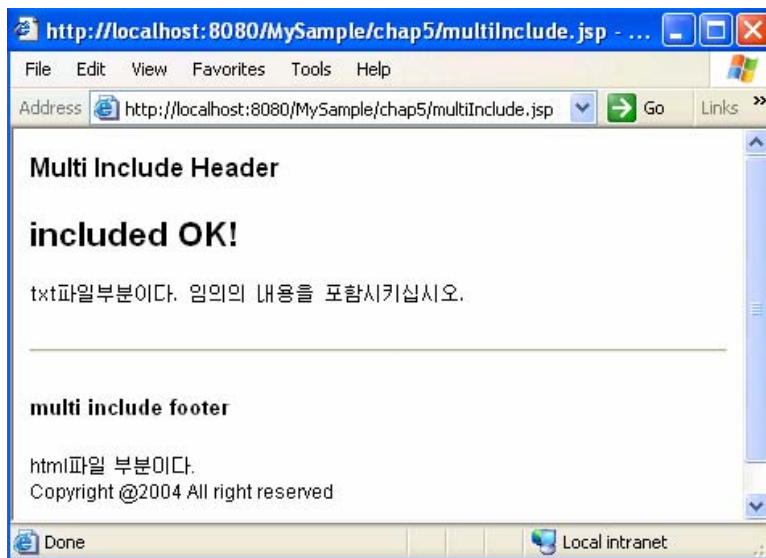 http://localhost:8080/MySample/chap5/multiInclude.jsp - ...
File Edit View Favorites Tools Help
Address http://localhost:8080/MySample/chap5/multiInclude.jsp Go Links »
Multi Include Header
included OK!
txt파일부분이다. 임의의 내용을 포함시키십시오.
multi include footer
html파일 부분이다.
Copyright @2004 All right reserved
Done Local intranet